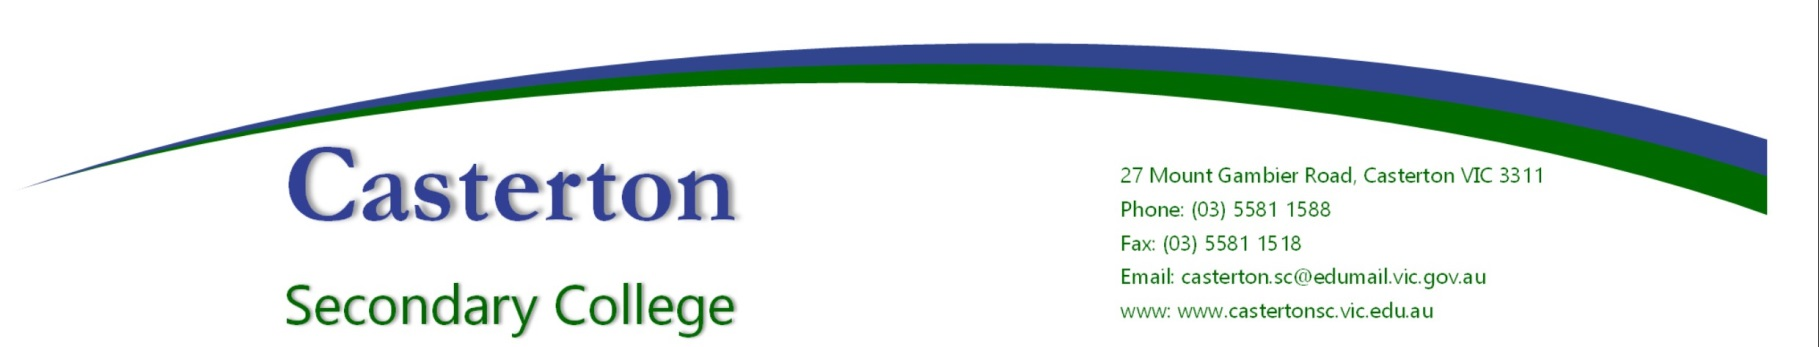 Casterton
Secondary College
27 Mount Gambier Road, Casterton VIC 3311
Phone: (03) 5581 1588
Fax: (03) 5581 1518
Email: casterton.sc@edumail.vic.gov.au
www: www.castertonsc.vic.edu.au